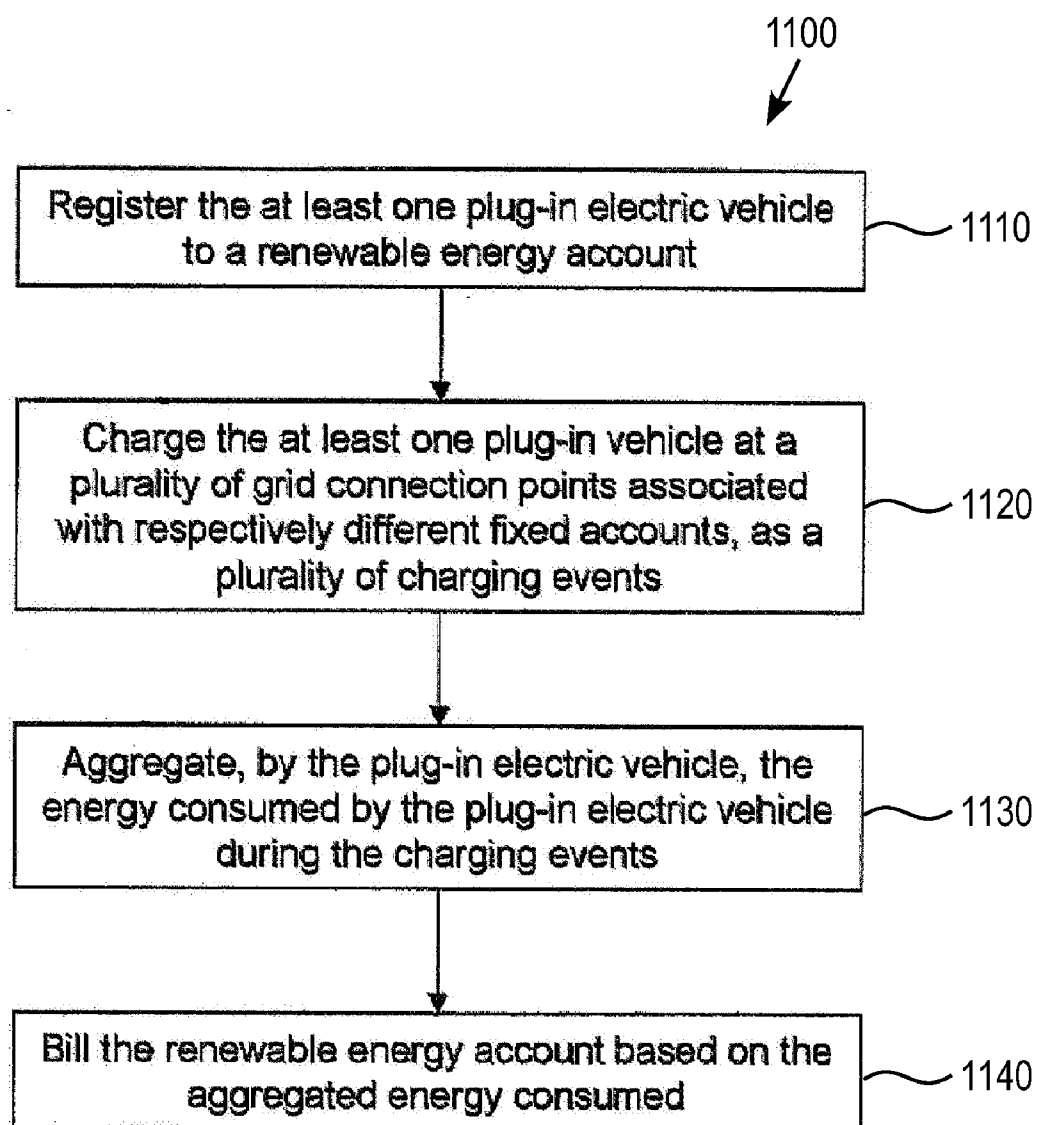 1100
Register the at least one plug-in electric vehicle
to a renewable energy account
1110
Charge the at least one plug-in vehicle at a
plurality of grid connection points associated
with respectively different fixed accounts, as a
plurality of charging events
1120
Aggregate, by the plug-in electric vehicle, the
energy consumed by the plug-in electric vehicle
during the charging events
1130
Bill the renewable energy account based on the
aggregated energy consumed
1140